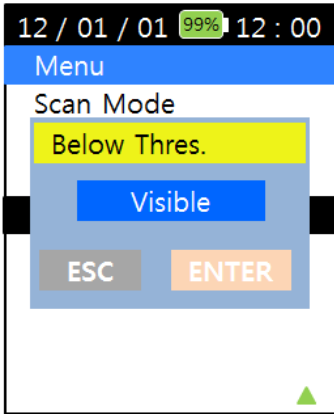 12 / 01 / 01 99% 12 : 00
Menu
Scan Mode
Below Thres.
Visible
ESC ENTER